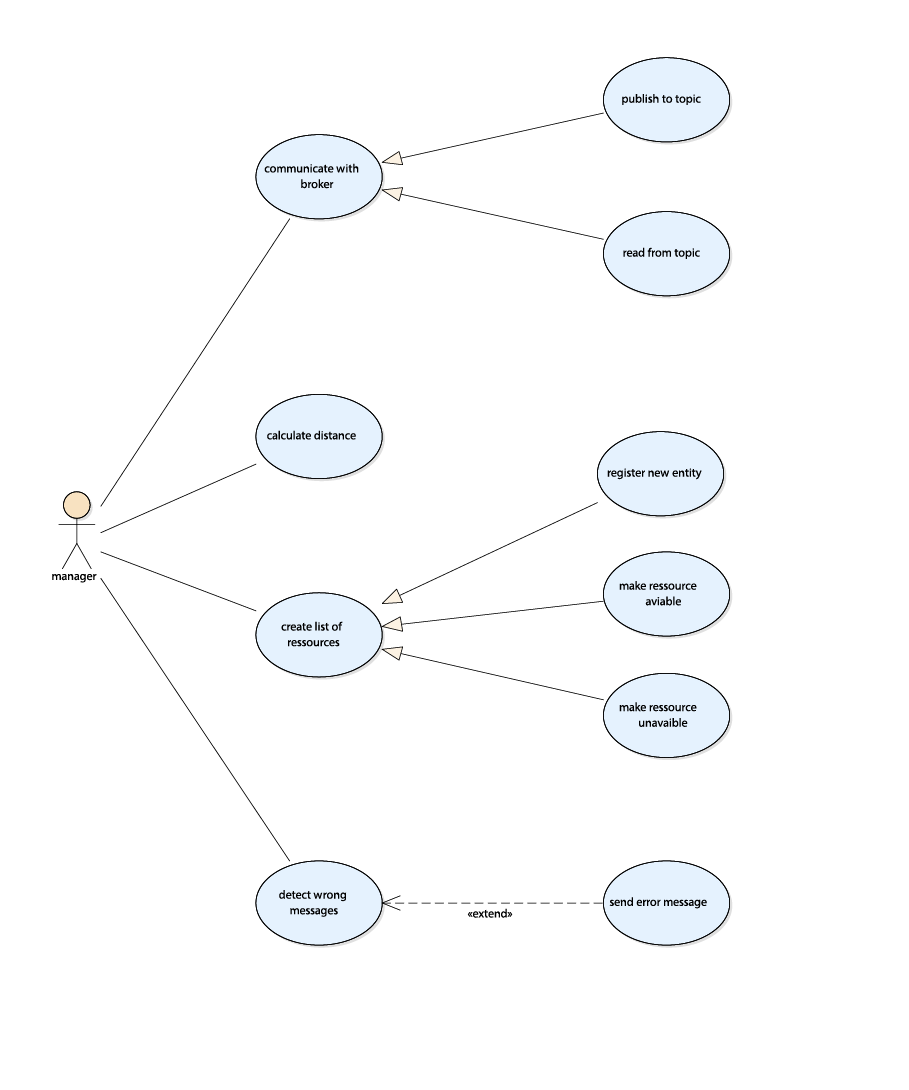 publish to topic
communicate with
broker
read from topic
calculate distance
register new entity
manager
make ressource
aviable
create list of
ressources
make ressource
unavaible
detect wrong
messages
send error message
«extend»